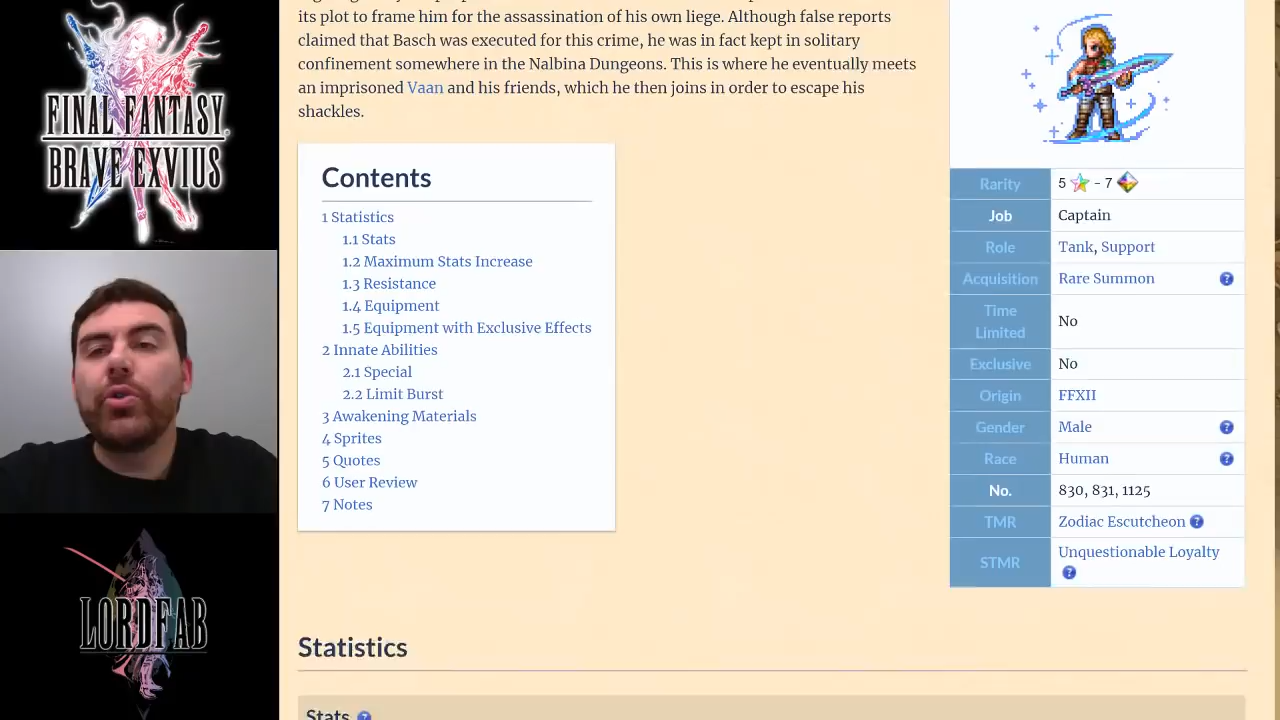 FINAL FANTASY
BRAVE EXVIUS
LORDFAB
its plot to frame him for the assassination of his own liege. Although false reports
claimed that Basch was executed for this crime, he was in fact kept in solitary
confinement somewhere in the Nalbina Dungeons. This is where he eventually meets
an imprisoned Vaan and his friends, which he then joins in order to escape his
shackles.
Contents
1 Statistics
1.1 Stats
1.2 Maximum Stats Increase
1.3 Resistance
1.4 Equipment
1.5 Equipment with Exclusive Effects
2 Innate Abilities
2.1 Special
2.2 Limit Burst
3 Awakening Materials
4 Sprites
5 Quotes
6 User Review
7 Notes
Rarity 5 - 7
Job Captain
Role Tank, Support
Acquisition Rare Summon ?
Time
Limited No
Exclusive No
Origin FFXII
Gender Male ?
Race Human ?
No. 830, 831, 1125
TMR Zodiac Escutcheon ?
STMR Unquestionable Loyalty
?
Statistics
Stats ?